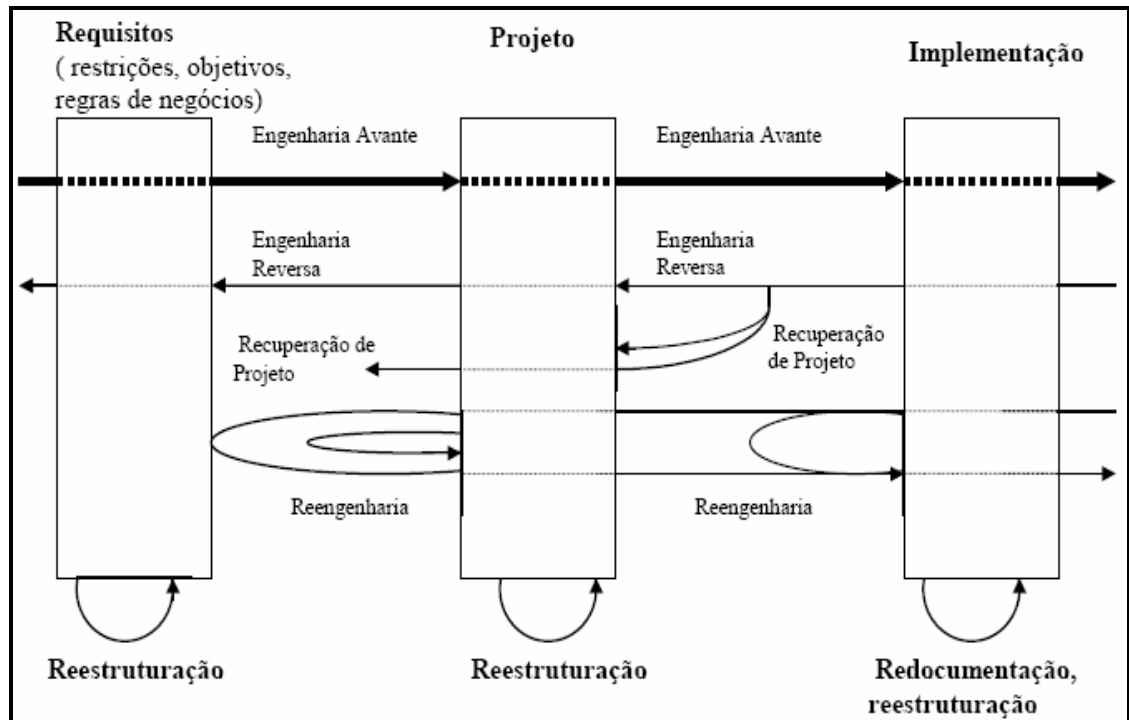 Requisitos
( restrições, objetivos,
regras de negócios)
Projeto
Implementação
Engenharia Avante
Engenharia Avante
Engenharia
Reversa
Engenharia
Reversa
Recuperação de
Projeto
Recuperação
de Projeto
Reengenharia
Reengenharia
Reestruturação
Reestruturação
Redocumentação,
reestruturação